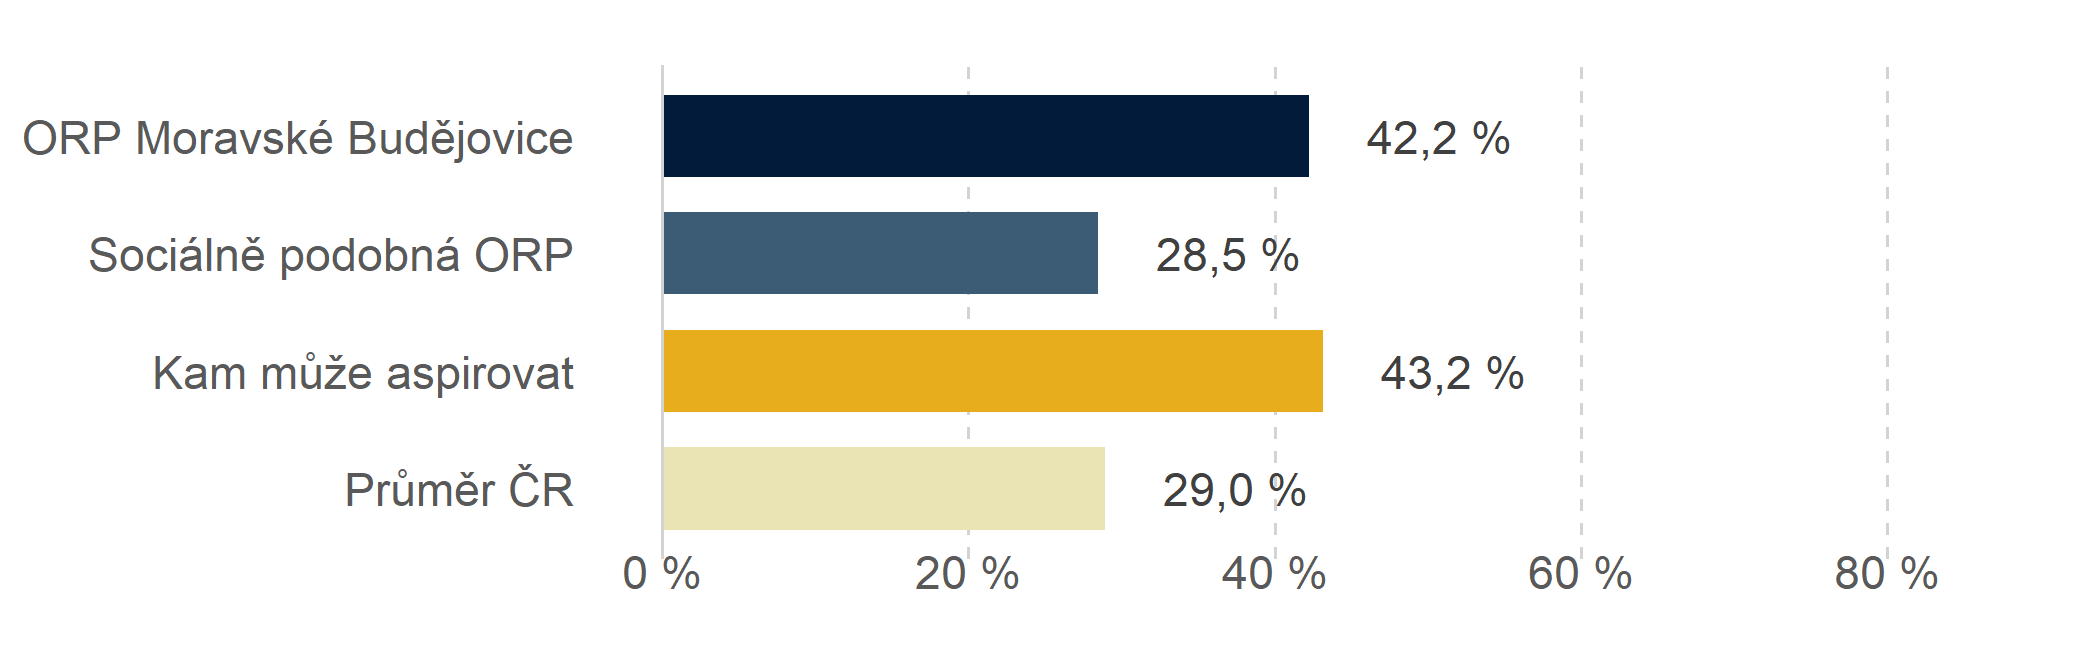 ORP Moravské Budějovice 42,2 %
Sociálně podobná ORP 28,5 %
Kam může aspirovat 43,2 %
Průměr ČR 29,0 %
0 % 20 % 40 % 60 % 80 %